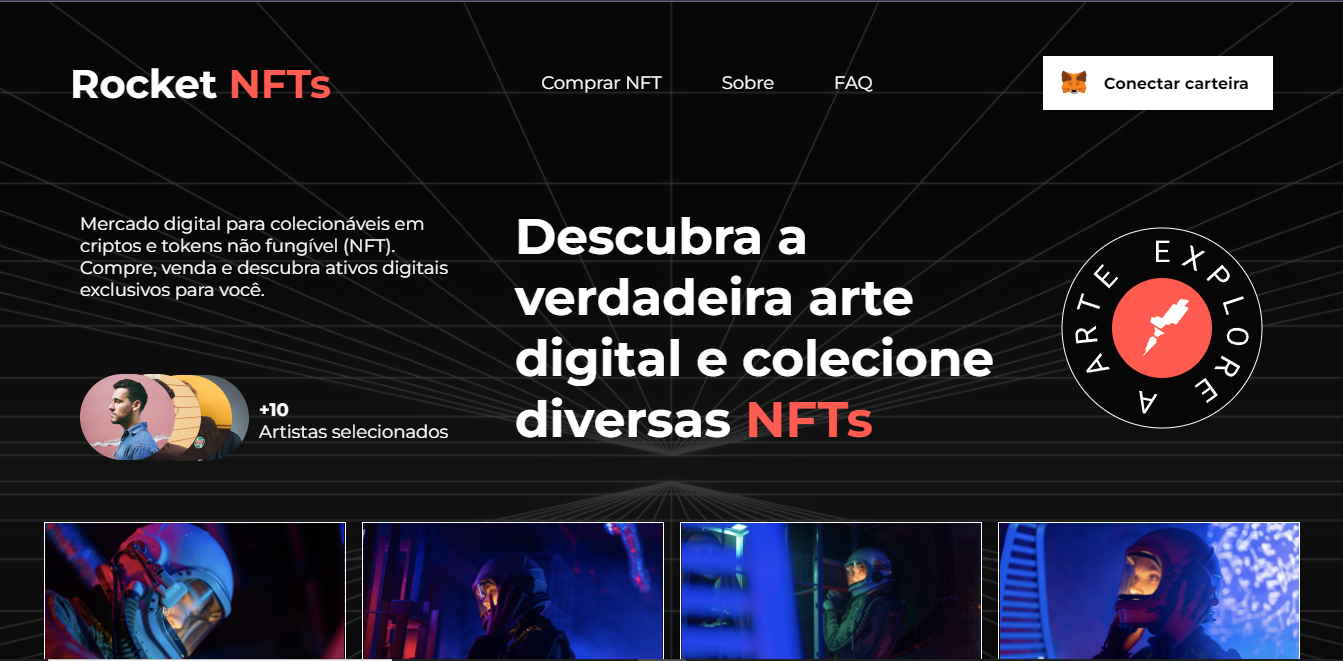 Rocket NFTs
Comprar NFT
Sobre
FAQ
Conectar carteira
Mercado digital para colecionáveis em
criptos e tokens não fungível (NFT).
Compre, venda e descubra ativos digitais
exclusivos para você.
+10
Artistas selecionados
Descubra a
verdadeira arte
digital e colecione
diversas NFTs
EXPLORE A ARTE